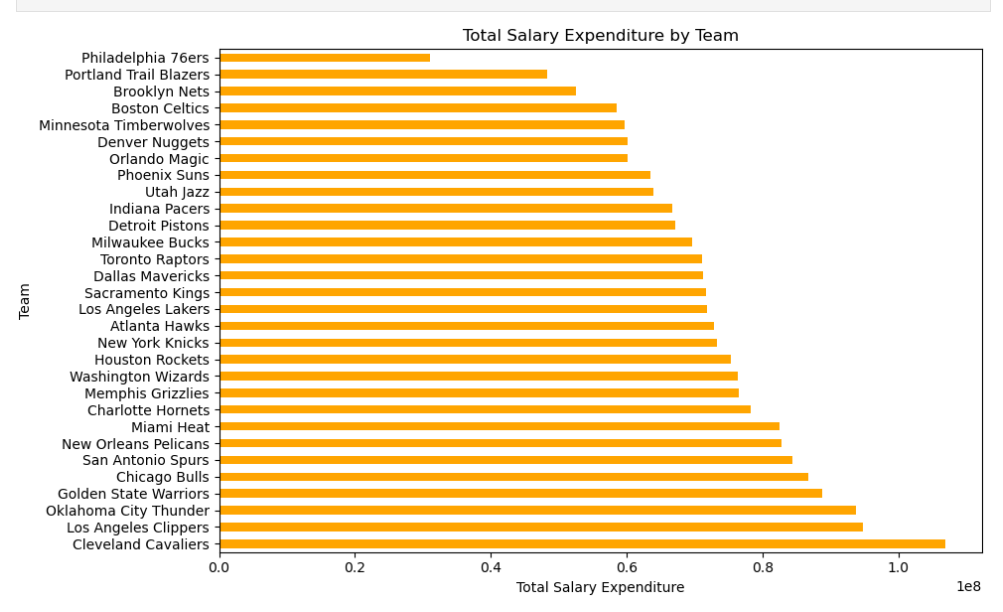 Total Salary Expenditure by Team
Philadelphia 76ers
Portland Trail Blazers
Brooklyn Nets
Boston Celtics
Minnesota Timberwolves
Denver Nuggets
Orlando Magic
Phoenix Suns
Utah Jazz
Indiana Pacers
Detroit Pistons
Milwaukee Bucks
Toronto Raptors
Dallas Mavericks
Sacramento Kings
Los Angeles Lakers
Atlanta Hawks
New York Knicks
Houston Rockets
Washington Wizards
Memphis Grizzlies
Charlotte Hornets
Miami Heat
New Orleans Pelicans
San Antonio Spurs
Chicago Bulls
Golden State Warriors
Oklahoma City Thunder
Los Angeles Clippers
Cleveland Cavaliers
Team
0.0 0.2 0.4 0.6 0.8 1.0
Total Salary Expenditure
1e8